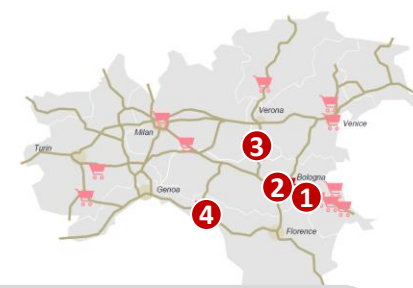 Verona
Milan
Venice
Turin
3
Bologna
2
1
Genoa
4
Florence